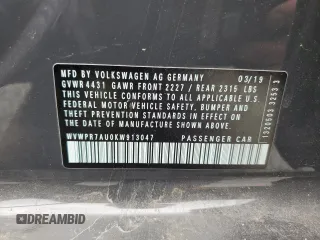 MFD. BY VOLKSWAGEN AG GERMANY 03/19
GVWR 4431 GAWR FRONT 2227 / REAR 2315 LBS
THIS VEHICLE CONFORMS TO ALL APPLICABLE
FEDERAL MOTOR VEHICLE SAFETY, BUMPER AND
THEFT PREVENTION STANDARDS IN EFFECT ON THE
DATE OF MANUFACTURE SHOWN ABOVE.
WVWPR7AU0KW913047 PASSENGER CAR
AUTOBIDMASTER